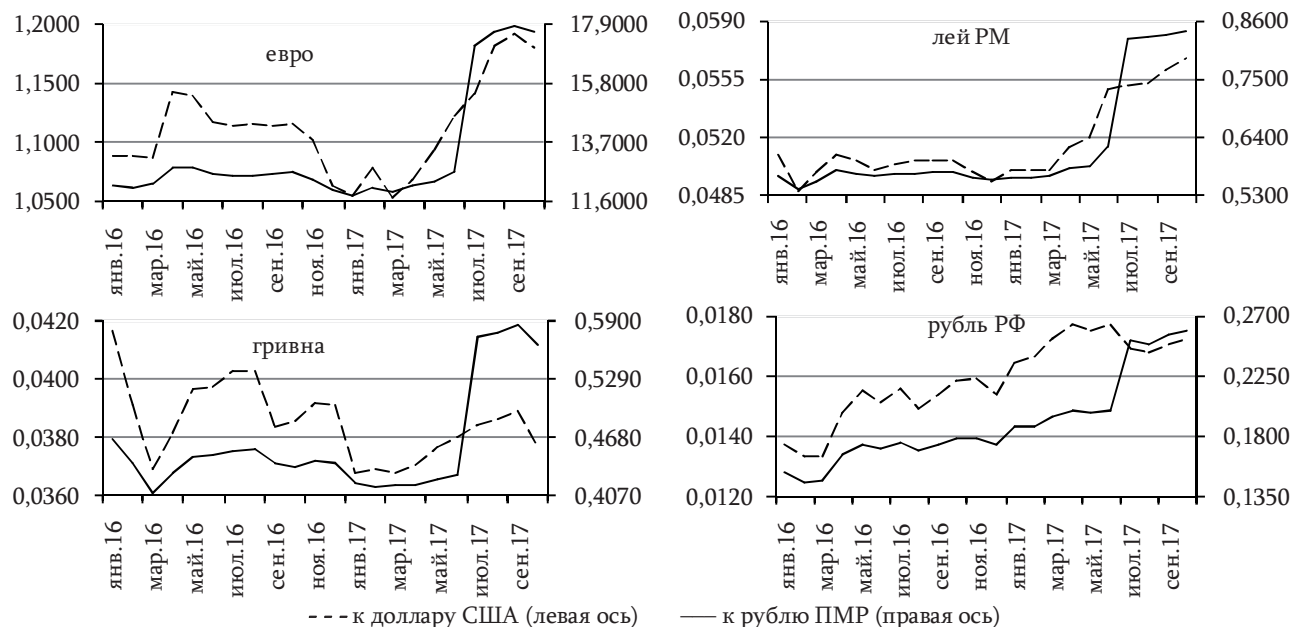 евро
1,2000
1,1500
1,1000
1,0500
17,9000
15,8000
13,7000
11,6000
янв.16
мар.16
май.16
июл.16
сен.16
ноя.16
янв.17
мар.17
май.17
июл.17
сен.17
лей РМ
0,0590
0,0555
0,0520
0,0485
0,8600
0,7500
0,6400
0,5300
янв.16
мар.16
май.16
июл.16
сен.16
ноя.16
янв.17
мар.17
май.17
июл.17
сен.17
гривна
0,0420
0,0400
0,0380
0,0360
0,5900
0,5290
0,4680
0,4070
янв.16
мар.16
май.16
июл.16
сен.16
ноя.16
янв.17
мар.17
май.17
июл.17
сен.17
рубль РФ
0,0180
0,0160
0,0140
0,0120
0,2700
0,2250
0,1800
0,1350
янв.16
мар.16
май.16
июл.16
сен.16
ноя.16
янв.17
мар.17
май.17
июл.17
сен.17
к доллару США (левая ось)
к рублю ПМР (правая ось)